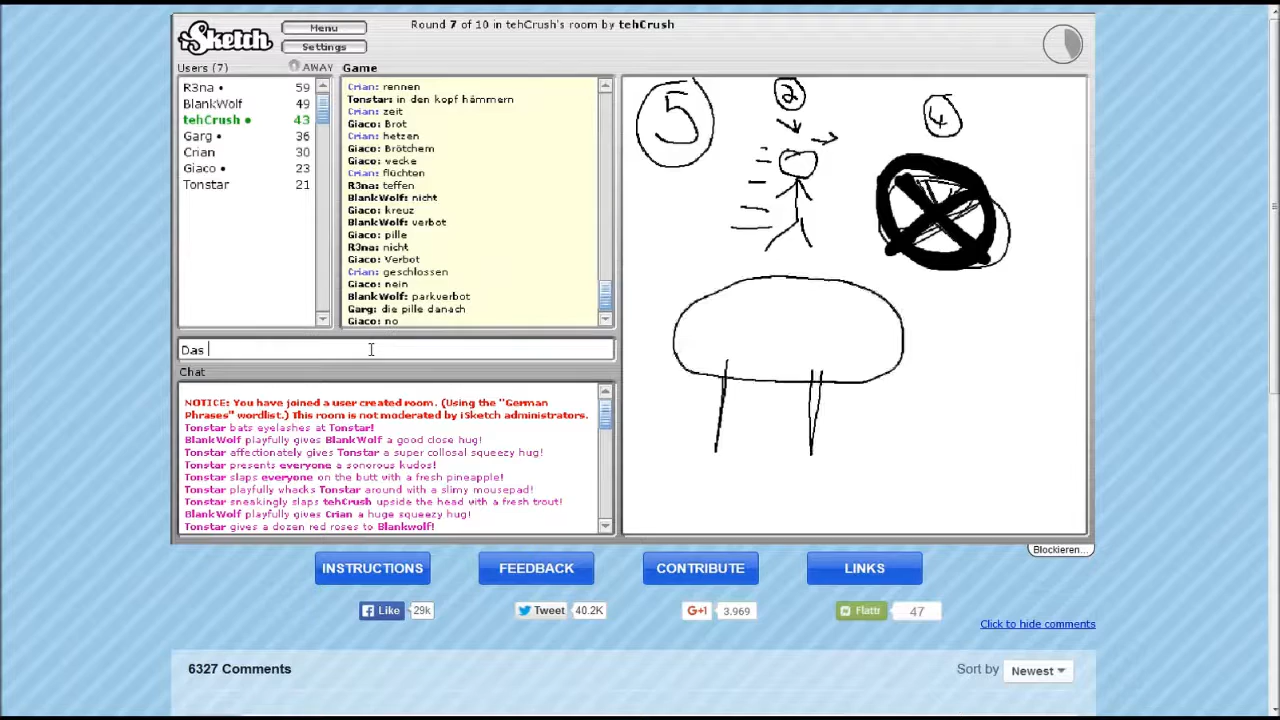 iSketch
Menu
Settings
Round 7 of 10 in tehCrush's room by tehCrush
Users (7)
AWAY
Game
R3na • 59
BlankWolf 49
tehCrush • 43
Garg • 36
Crian 30
Giaco • 23
Tonstar 21
Crian: rennen
Tonstar: in den kopf hämmern
Crian: zeit
Giaco: Brot
Crian: hetzen
Giaco: Brötchem
Giaco: vecke
Crian: flüchten
R3na: teffen
BlankWolf: nicht
Giaco: kreuz
BlankWolf: verbot
Giaco: pille
R3na: nicht
Giaco: Verbot
Crian: geschlossen
Giaco: nein
BlankWolf: parkverbot
Garg: die pille danach
Giaco: no
5
2
4
Das
Chat
NOTICE: You have joined a user created room. (Using the "German
Phrases" wordlist.) This room is not moderated by iSketch administrators.
Tonstar bats eyelashes at Tonstar!
BlankWolf playfully gives BlankWolf a good close hug!
Tonstar affectionately gives Tonstar a super collosal squeezy hug!
Tonstar presents everyone a sonorous kudos!
Tonstar slaps everyone on the butt with a fresh pineapple!
Tonstar playfully whacks Tonstar around with a slimy mousepad!
Tonstar sneakingly slaps tehCrush upside the head with a fresh trout!
BlankWolf playfully gives Crian a huge squeezy hug!
Tonstar gives a dozen red roses to Blankwolf!
Blockieren...
INSTRUCTIONS
FEEDBACK
CONTRIBUTE
LINKS
Like 29k
Tweet 40.2K
G+1 3.969
Flattr 47
Click to hide comments
6327 Comments
Sort by Newest